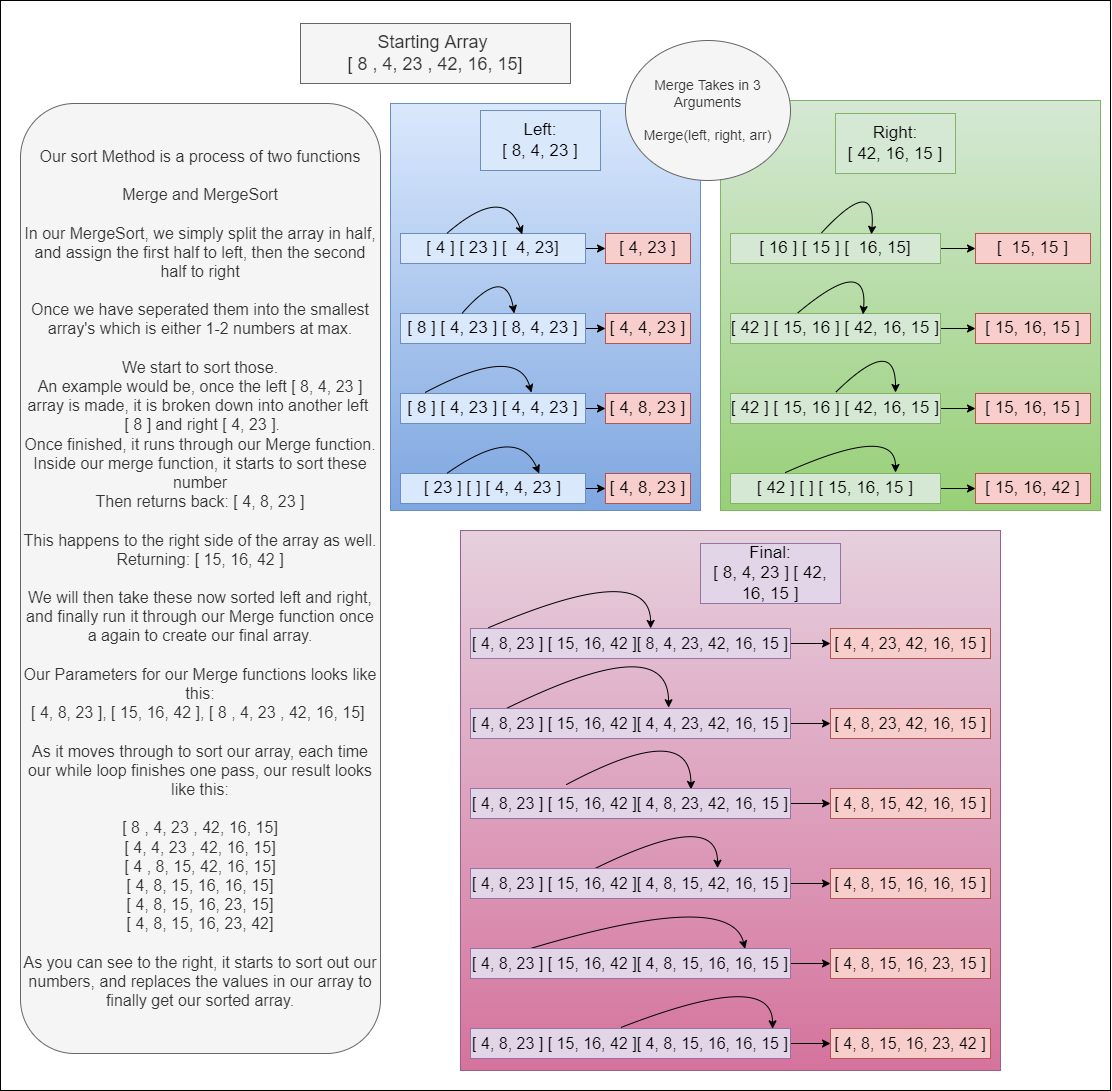 Starting Array
[ 8 , 4, 23 , 42, 16, 15]
Merge Takes in 3
Arguments
Merge(left, right, arr)
Our sort Method is a process of two functions
Merge and MergeSort
In our MergeSort, we simply split the array in half,
and assign the first half to left, then the second
half to right
Once we have seperated them into the smallest
array's which is either 1-2 numbers at max.
We start to sort those.
An example would be, once the left [ 8, 4, 23 ]
array is made, it is broken down into another left
[ 8 ] and right [ 4, 23 ].
Once finished, it runs through our Merge function.
Inside our merge function, it starts to sort these
number
Then returns back: [ 4, 8, 23 ]
This happens to the right side of the array as well.
Returning: [ 15, 16, 42 ]
We will then take these now sorted left and right,
and finally run it through our Merge function once
a again to create our final array.
Our Parameters for our Merge functions looks like
this:
[ 4, 8, 23 ], [ 15, 16, 42 ], [ 8 , 4, 23 , 42, 16, 15]
As it moves through to sort our array, each time
our while loop finishes one pass, our result looks
like this:
[ 8 , 4, 23 , 42, 16, 15]
[ 4, 4, 23 , 42, 16, 15]
[ 4 , 8, 15, 42, 16, 15]
[ 4, 8, 15, 16, 16, 15]
[ 4, 8, 15, 16, 23, 15]
[ 4, 8, 15, 16, 23, 42]
As you can see to the right, it starts to sort out our
numbers, and replaces the values in our array to
finally get our sorted array.
Left:
[ 8, 4, 23 ]
[ 4 ] [ 23 ] [ 4, 23]
[ 4, 23 ]
[ 8 ] [ 4, 23 ] [ 8, 4, 23 ]
[ 4, 4, 23 ]
[ 8 ] [ 4, 23 ] [ 4, 4, 23 ]
[ 4, 8, 23 ]
[ 23 ] [ ] [ 4, 4, 23 ]
[ 4, 8, 23 ]
Right:
[ 42, 16, 15 ]
[ 16 ] [ 15 ] [ 16, 15]
[ 15, 15 ]
[ 42 ] [ 15, 16 ] [ 42, 16, 15 ]
[ 15, 16, 15 ]
[ 42 ] [ 15, 16 ] [ 42, 16, 15 ]
[ 15, 16, 15 ]
[ 42 ] [ ] [ 15, 16, 15 ]
[ 15, 16, 42 ]
Final:
[ 8, 4, 23 ] [ 42,
16, 15 ]
[ 4, 8, 23 ] [ 15, 16, 42 ][ 8, 4, 23, 42, 16, 15 ]
[ 4, 4, 23, 42, 16, 15 ]
[ 4, 8, 23 ] [ 15, 16, 42 ][ 4, 4, 23, 42, 16, 15 ]
[ 4, 8, 23, 42, 16, 15 ]
[ 4, 8, 23 ] [ 15, 16, 42 ][ 4, 8, 23, 42, 16, 15 ]
[ 4, 8, 15, 42, 16, 15 ]
[ 4, 8, 23 ] [ 15, 16, 42 ][ 4, 8, 15, 42, 16, 15 ]
[ 4, 8, 15, 16, 16, 15 ]
[ 4, 8, 23 ] [ 15, 16, 42 ][ 4, 8, 15, 16, 16, 15 ]
[ 4, 8, 15, 16, 23, 15 ]
[ 4, 8, 23 ] [ 15, 16, 42 ][ 4, 8, 15, 16, 16, 15 ]
[ 4, 8, 15, 16, 23, 42 ]